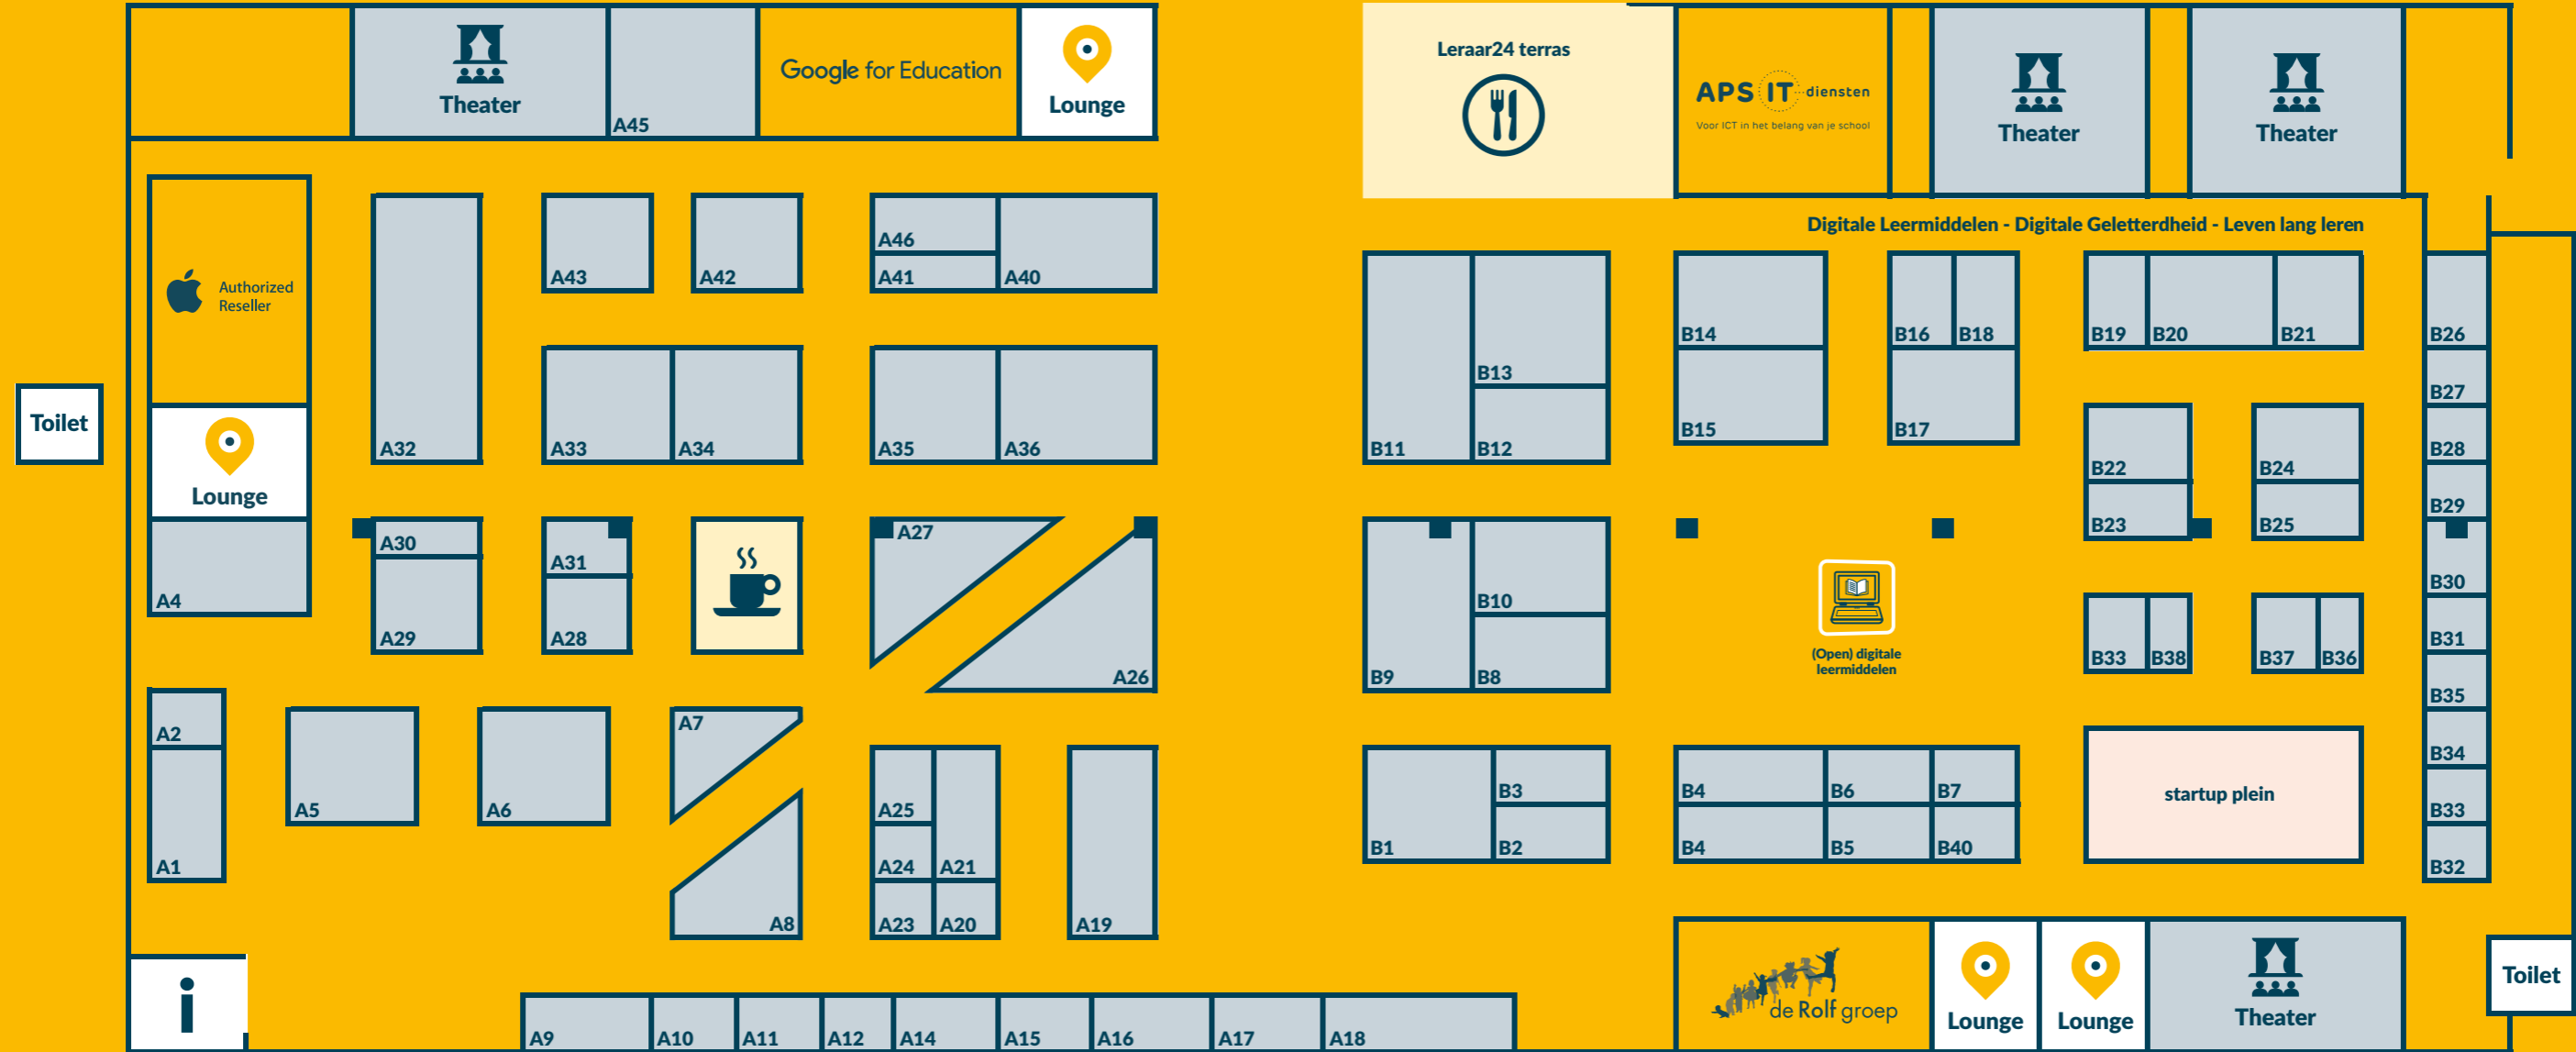 Theater
A45
Google for Education
Lounge
Leraar24 terras
APS IT diensten
Voor ICT in het belang van je school
Theater
Theater
Digitale Leermiddelen - Digitale Geletterdheid - Leven lang leren
Authorized
Reseller
Toilet
Lounge
A4
A32
A43
A42
A46
A41
A40
A33
A34
A35
A36
A30
A29
A31
A28
A27
A26
A2
A1
A5
A6
A7
A8
A25
A24
A21
A23
A20
A19
i
A9
A10
A11
A12
A14
A15
A16
A17
A18
B11
B13
B12
B14
B15
B16
B18
B17
B19
B20
B21
B22
B23
B24
B25
B26
B27
B28
B29
B30
B31
B35
B34
B33
B32
B9
B10
B8
(Open) digitale
leermiddelen
B33
B38
B37
B36
B1
B3
B2
B4
B6
B7
B4
B5
B40
startup plein
de Rolf groep
Lounge
Lounge
Theater
Toilet